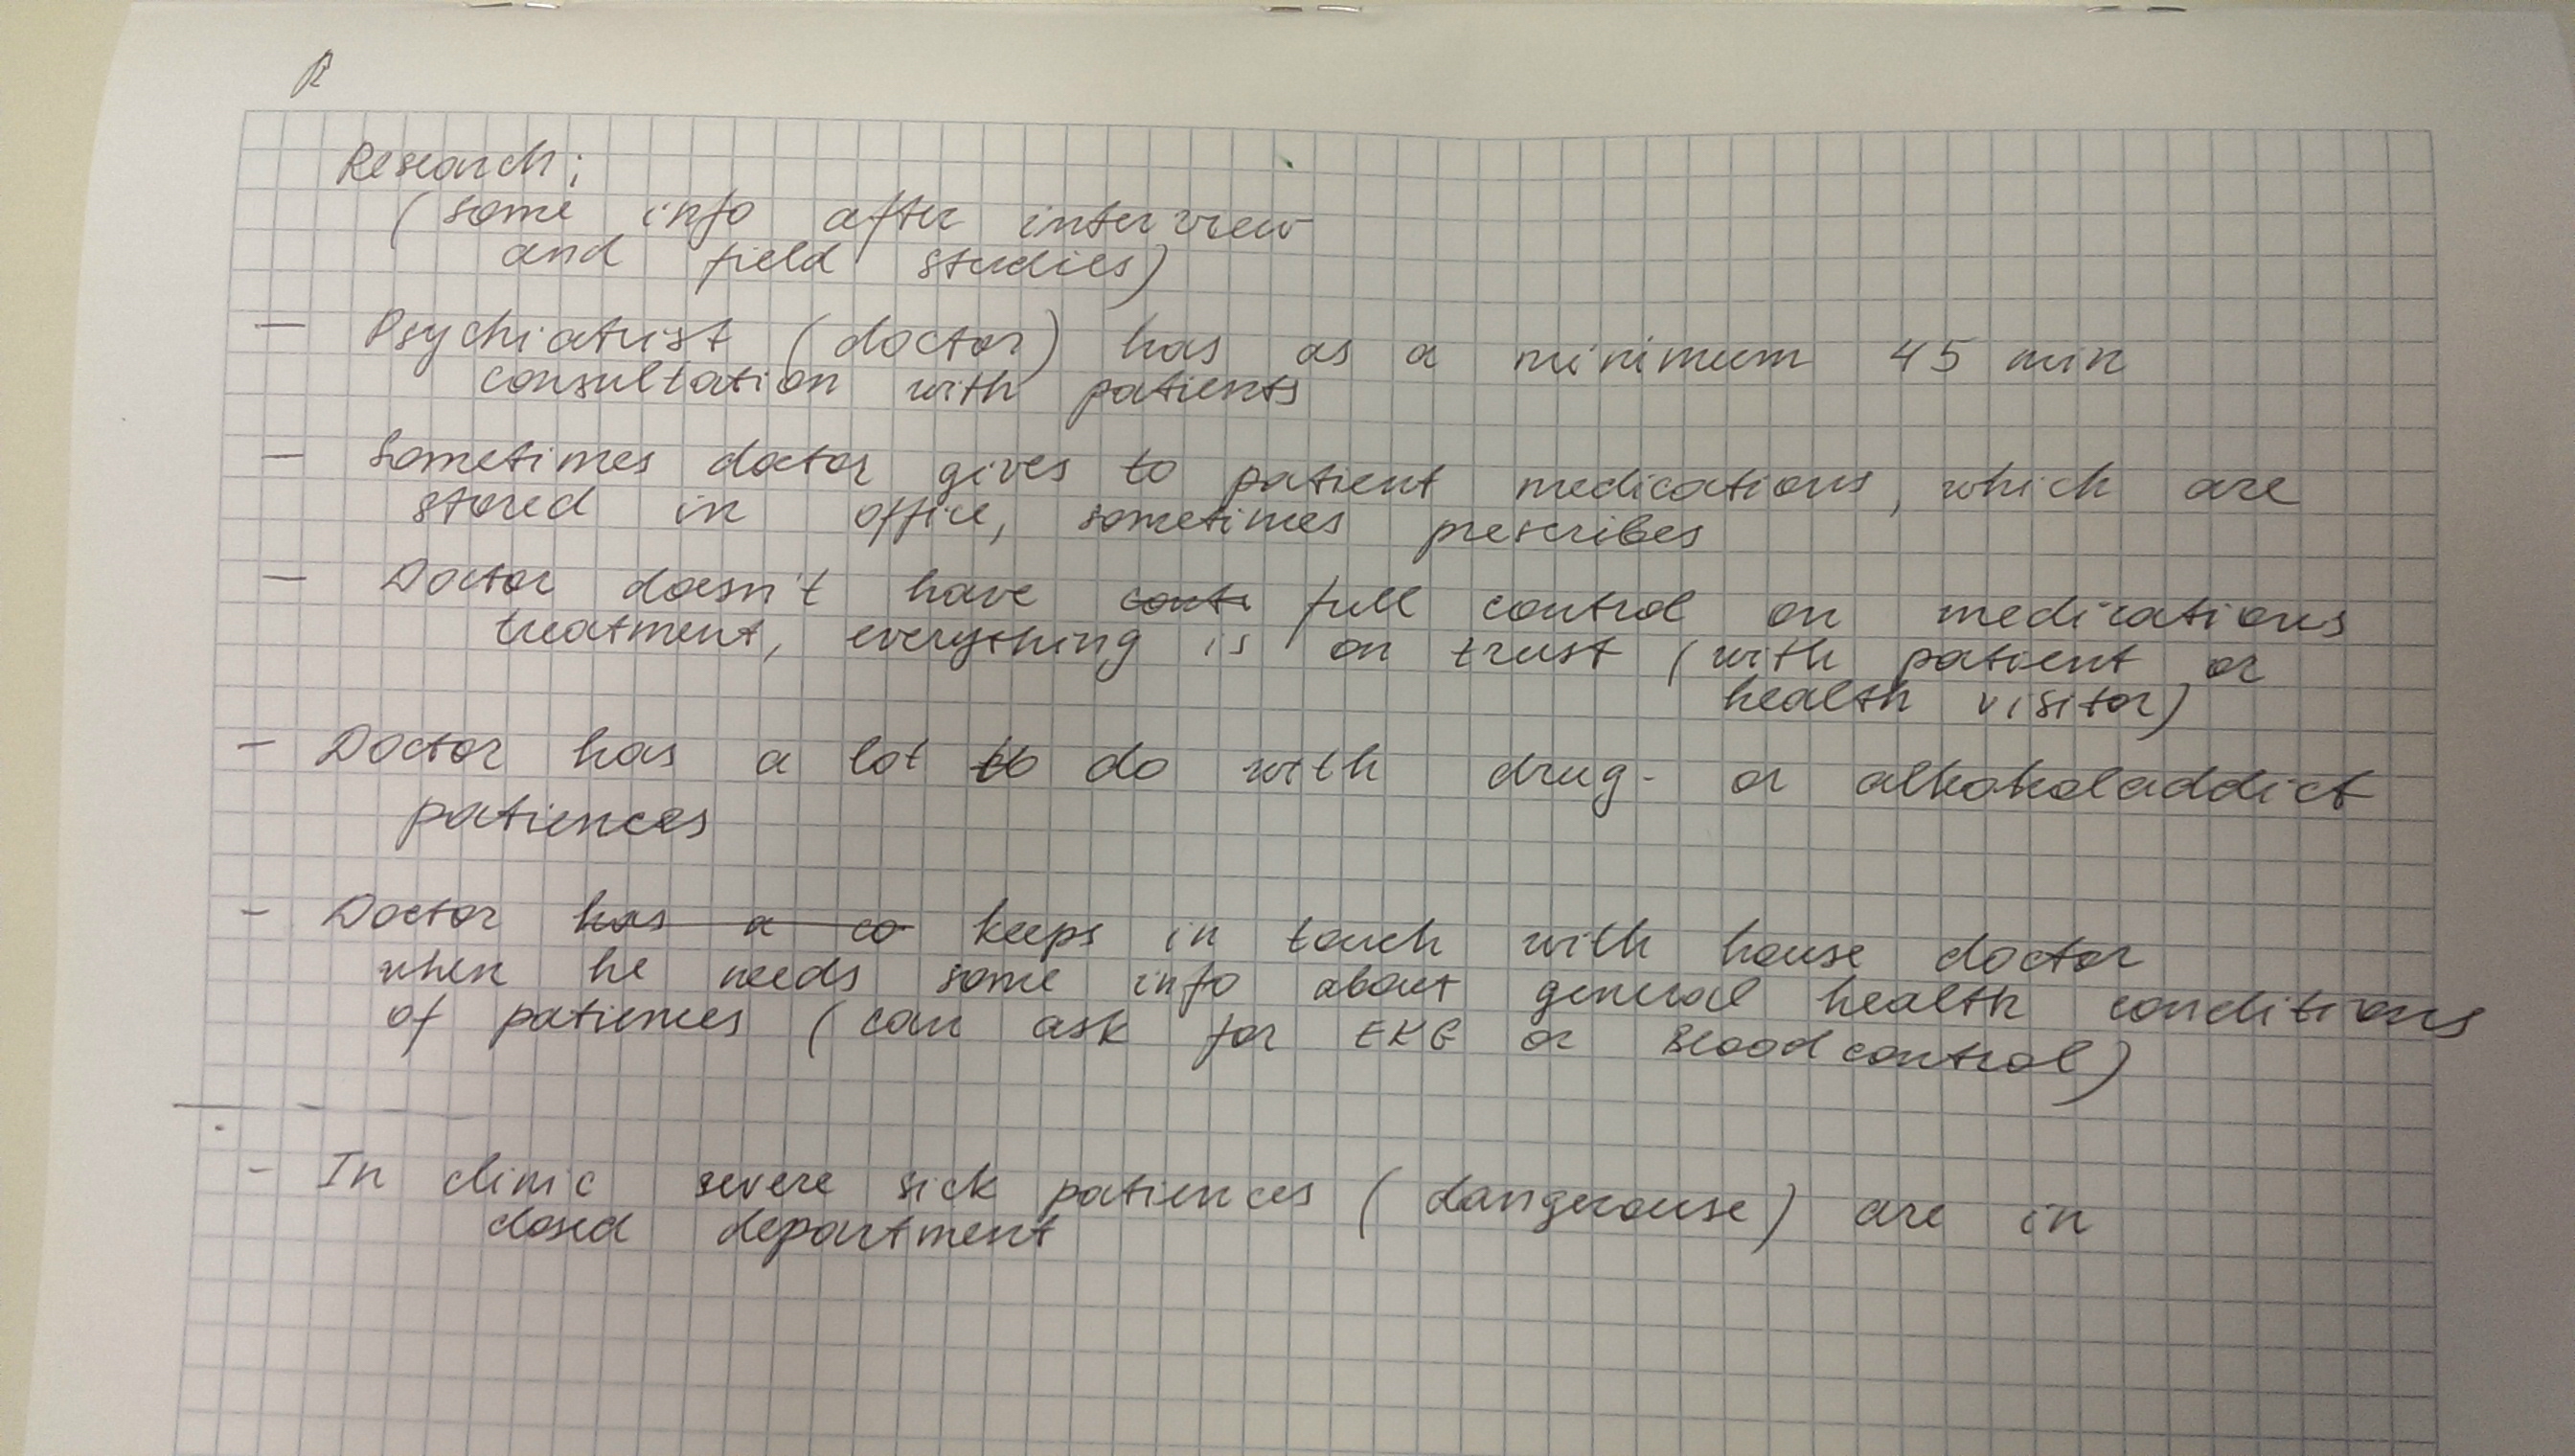 R
Research:
(some info after interview
and field studies)
— Psychiatrist (doctor) has as a minimum 45 min
consultation with patients
— Sometimes doctor gives to patient medications, which are
stored in office, sometimes prescribes
— Doctor doesn't have conti full control on medications
treatment, everything is on trust (with patient or
health visitor)
- Doctor has a lot to do with drug- or alkoholaddict
patiences
- Doctor has a co keeps in touch with house doctor
when he needs some info about general health conditions
of patiences (can ask for EKG or Bloodcontrol)
- In clinic severe sick patiences (dangerouse) are in
closed department